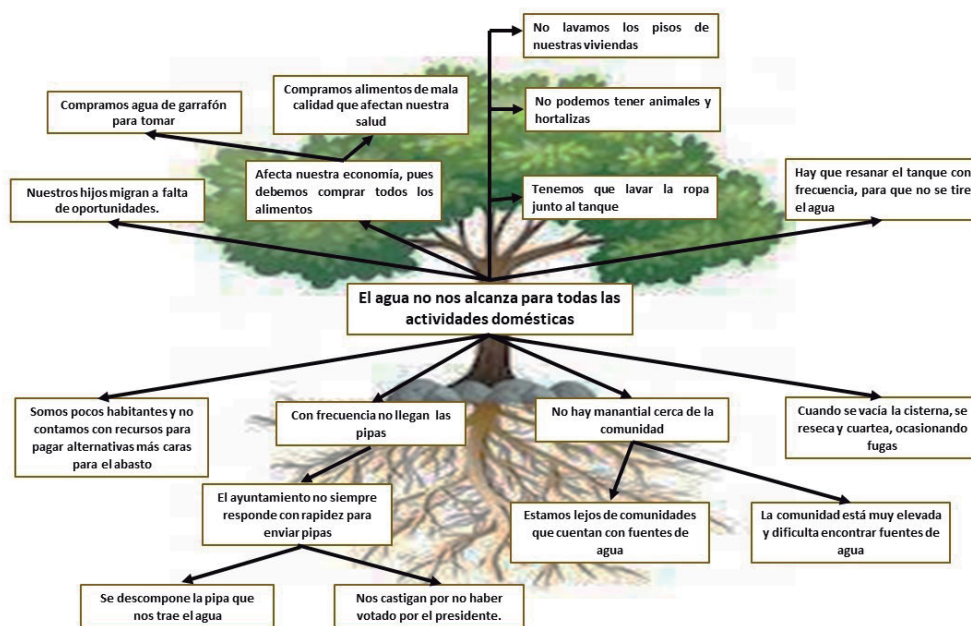 No lavamos los pisos de
nuestras viviendas
Compramos alimentos de mala
calidad que afectan nuestra
salud
Compramos agua de garrafón
para tomar
No podemos tener animales y
hortalizas
Afecta nuestra economía, pues
debemos comprar todos los
alimentos
Hay que resanar el tanque con
frecuencia, para que no se tire
el agua
Nuestros hijos migran a falta
de oportunidades.
Tenemos que lavar la ropa
junto al tanque
El agua no nos alcanza para todas las
actividades domésticas
Somos pocos habitantes y no
contamos con recursos para
pagar alternativas más caras
para el abasto
Con frecuencia no llegan las
pipas
No hay manantial cerca de la
comunidad
Cuando se vacía la cisterna, se
reseca y cuartea, ocasionando
fugas
El ayuntamiento no siempre
responde con rapidez para
enviar pipas
Estamos lejos de comunidades
que cuentan con fuentes de
agua
La comunidad está muy elevada
y dificulta encontrar fuentes de
agua
Se descompone la pipa que
nos trae el agua
Nos castigan por no haber
votado por el presidente.